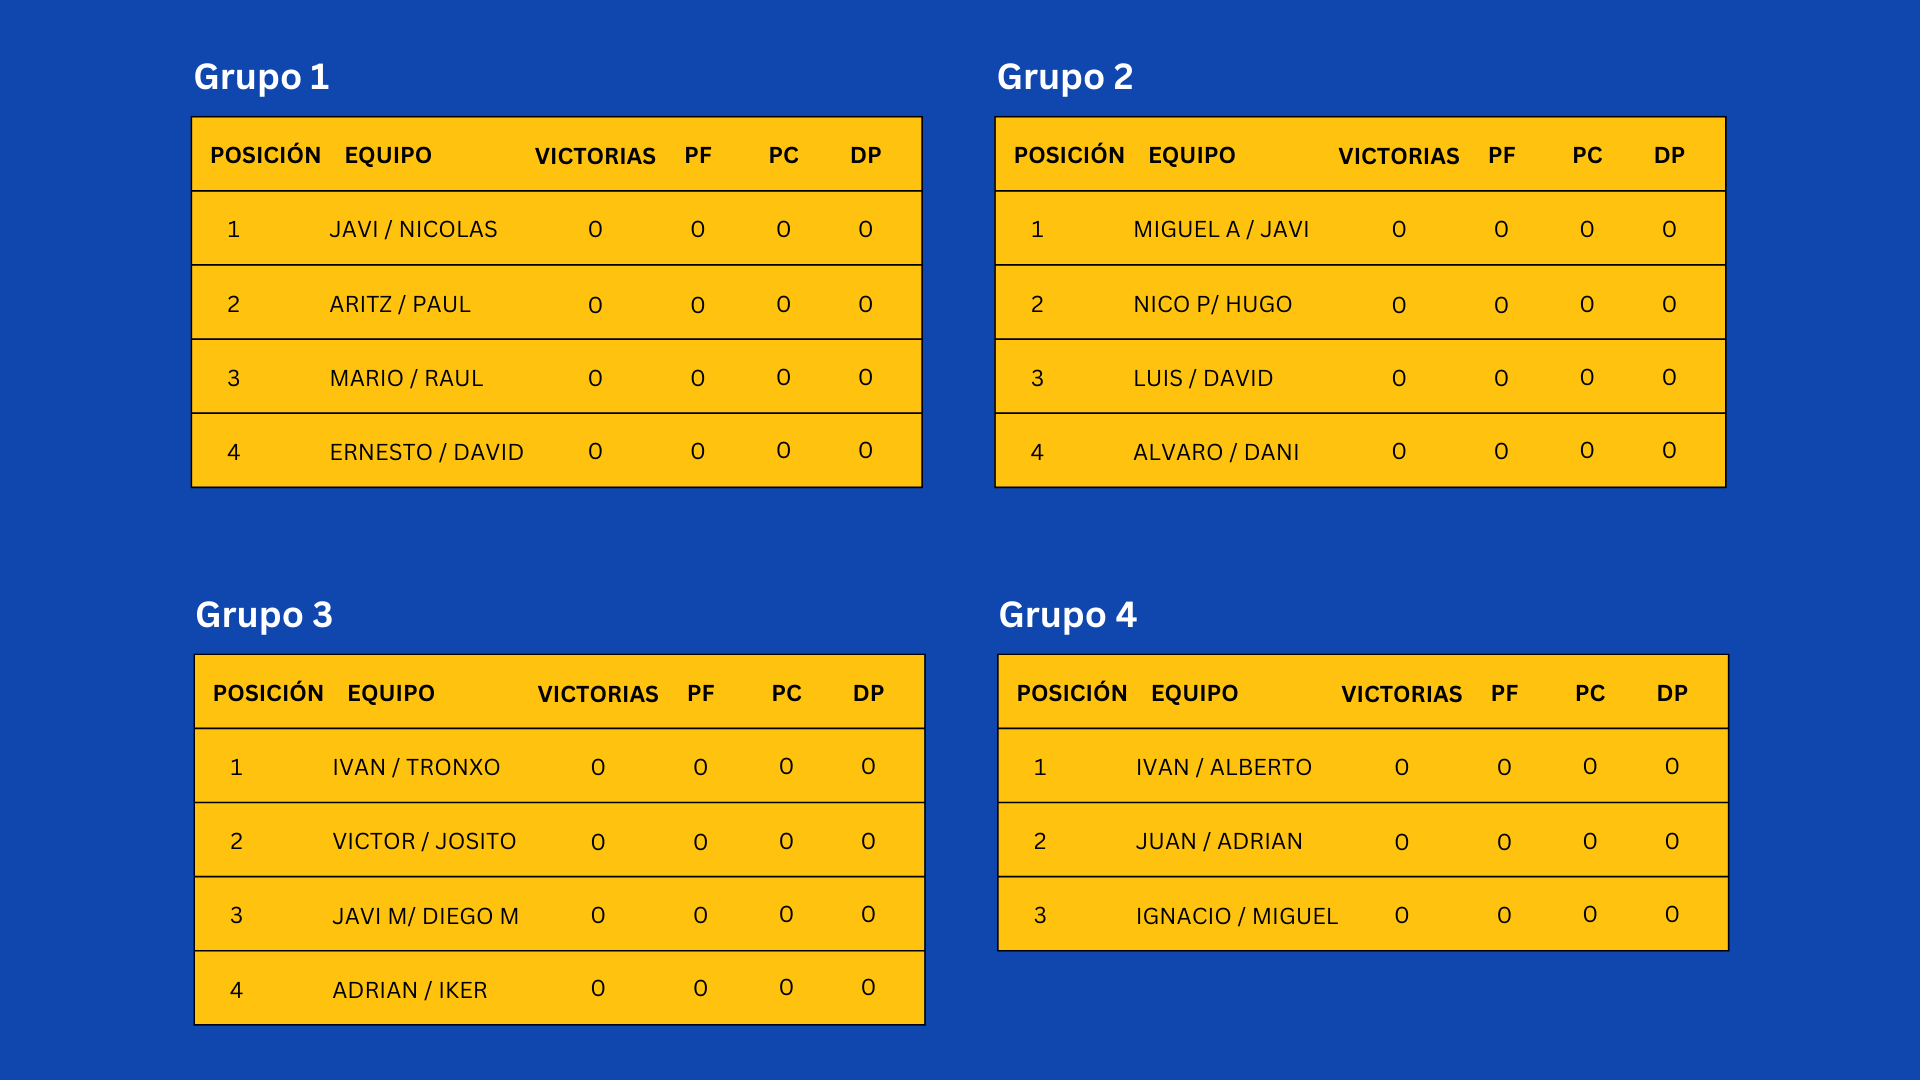 Grupo 1
POSICIÓN EQUIPO VICTORIAS PF PC DP
1 JAVI / NICOLAS 0 0 0 0
2 ARITZ / PAUL 0 0 0 0
3 MARIO / RAUL 0 0 0 0
4 ERNESTO / DAVID 0 0 0 0
Grupo 2
POSICIÓN EQUIPO VICTORIAS PF PC DP
1 MIGUEL A / JAVI 0 0 0 0
2 NICO P/ HUGO 0 0 0 0
3 LUIS / DAVID 0 0 0 0
4 ALVARO / DANI 0 0 0 0
Grupo 3
POSICIÓN EQUIPO VICTORIAS PF PC DP
1 IVAN / TRONXO 0 0 0 0
2 VICTOR / JOSITO 0 0 0 0
3 JAVI M/ DIEGO M 0 0 0 0
4 ADRIAN / IKER 0 0 0 0
Grupo 4
POSICIÓN EQUIPO VICTORIAS PF PC DP
1 IVAN / ALBERTO 0 0 0 0
2 JUAN / ADRIAN 0 0 0 0
3 IGNACIO / MIGUEL 0 0 0 0